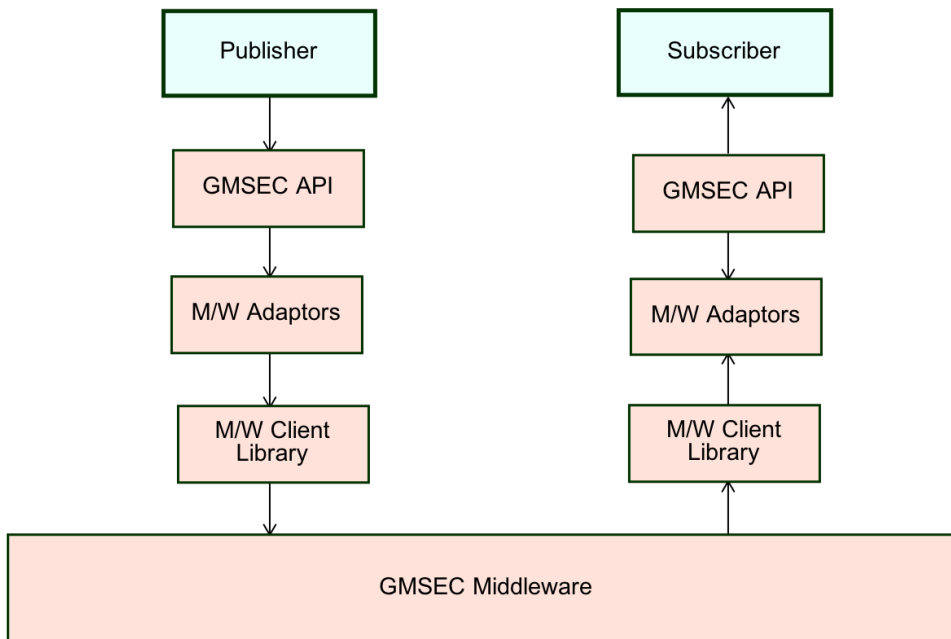 Publisher
Subscriber
GMSEC API
GMSEC API
M/W Adaptors
M/W Adaptors
M/W Client
Library
M/W Client
Library
GMSEC Middleware